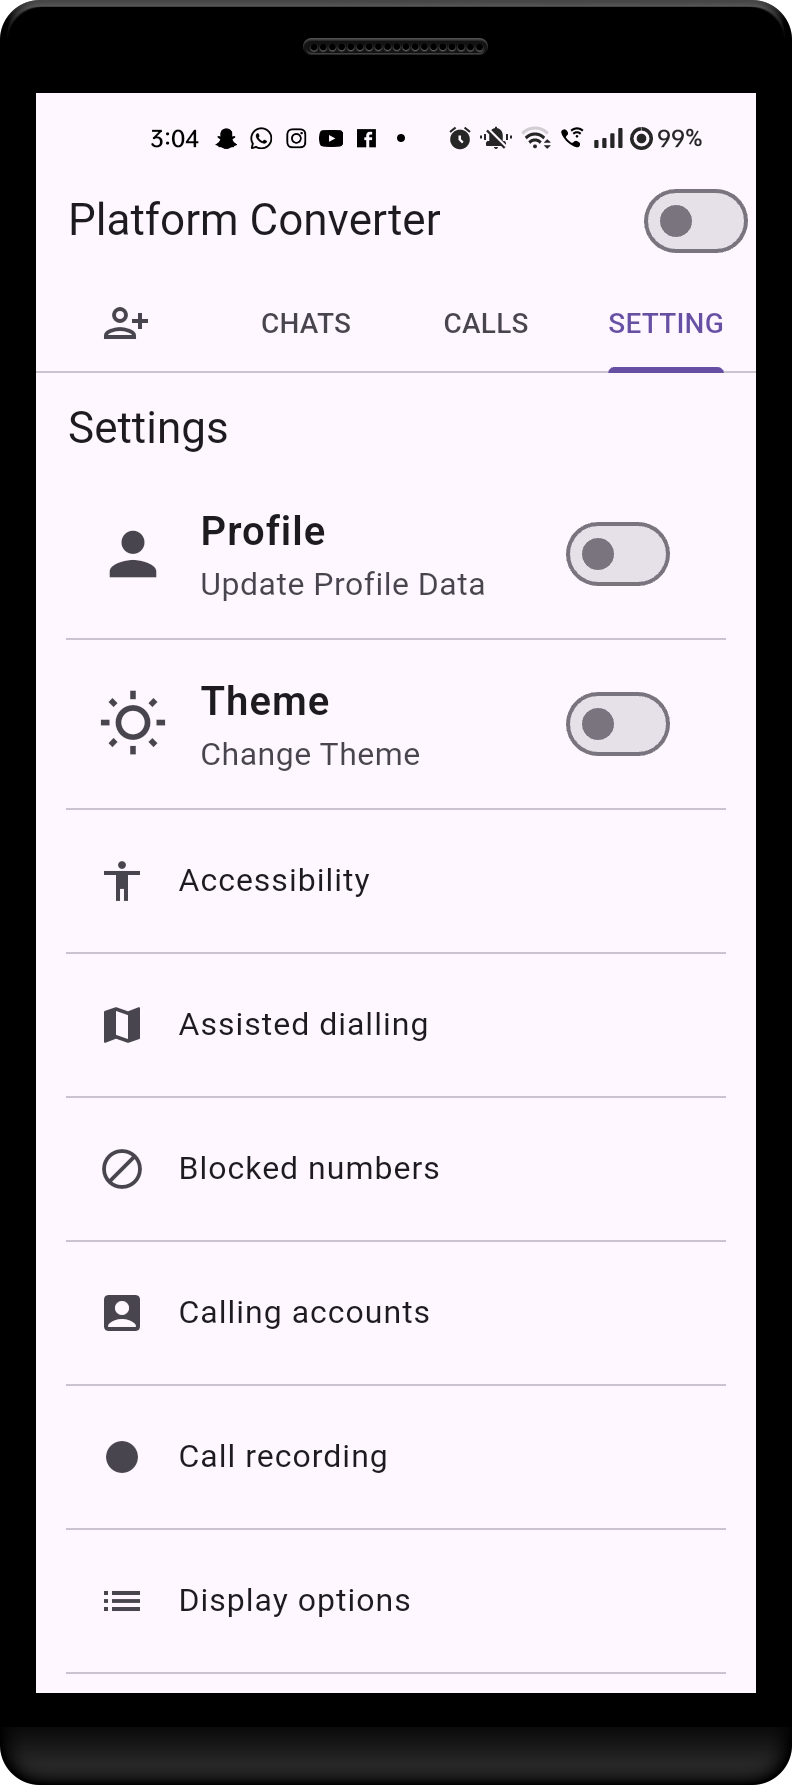 3:04 99%
Platform Converter
CHATS CALLS SETTING
Settings
Profile
Update Profile Data
Theme
Change Theme
Accessibility
Assisted dialling
Blocked numbers
Calling accounts
Call recording
Display options